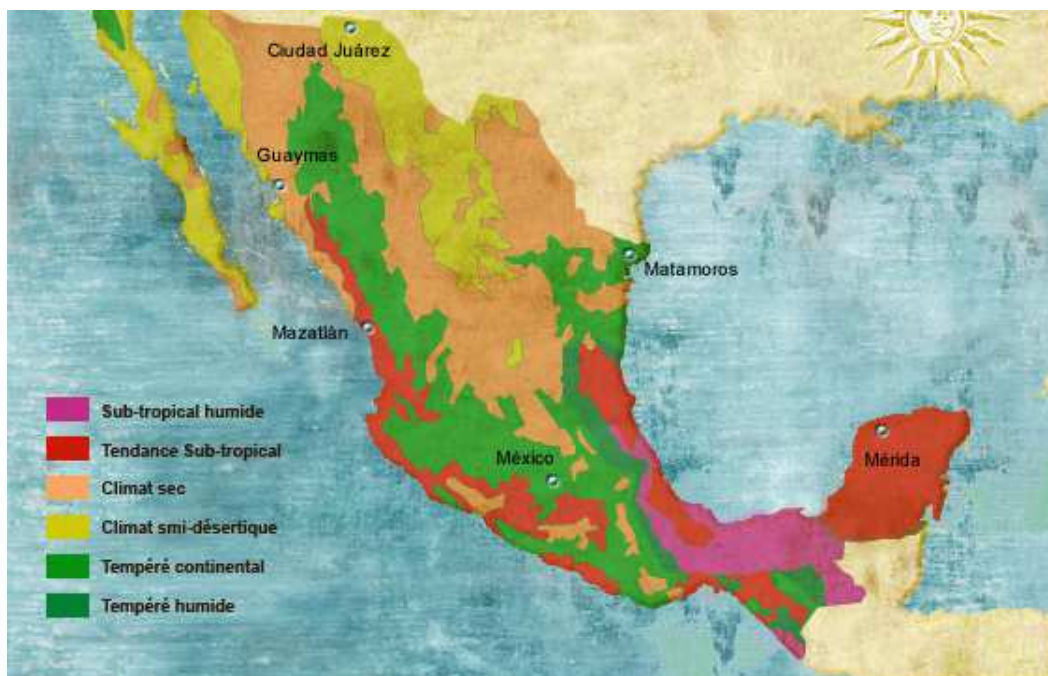 Ciudad Juárez
Guaymas
Matamoros
Mazatlàn
Sub-tropical humide
Tendance Sub-tropical
Climat sec
Climat smi-désertique
Tempéré continental
Tempéré humide
México
Mérida